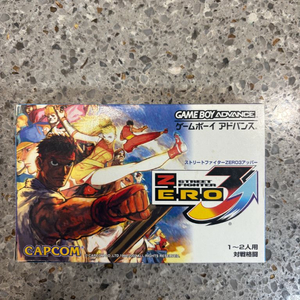 GAME BOY ADVANCE
ゲームボーイ アドバンス
ストリートファイターZERO3アッパー
STREET
FIGHTER
ZERO3
CAPCOM
1～2人用
対戦格闘